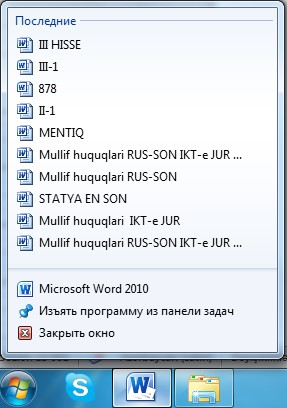 Последние
III HISSE
III-1
878
II-1
MENTIQ
Mullif huquqlari RUS-SON IKT-e JUR ...
Mullif huquqlari RUS-SON
STATYA EN SON
Mullif huquqlari  IKT-e JUR
Mullif huquqlari RUS-SON IKT-e JUR ...
Microsoft Word 2010
Изъять программу из панели задач
Закрыть окно